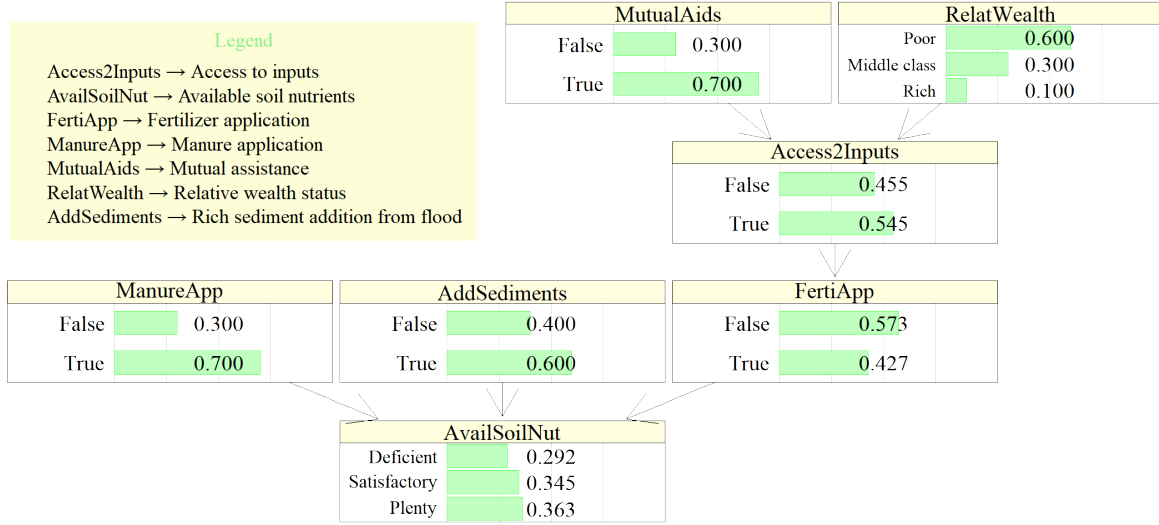 Legend
Access2Inputs → Access to inputs
AvailSoilNut → Available soil nutrients
FertiApp → Fertilizer application
ManureApp → Manure application
MutualAids → Mutual assistance
RelatWealth → Relative wealth status
AddSediments → Rich sediment addition from flood
MutualAids
False 0.300
True 0.700
RelatWealth
Poor 0.600
Middle class 0.300
Rich 0.100
Access2Inputs
False 0.455
True 0.545
ManureApp
False 0.300
True 0.700
AddSediments
False 0.400
True 0.600
FertiApp
False 0.573
True 0.427
AvailSoilNut
Deficient 0.292
Satisfactory 0.345
Plenty 0.363